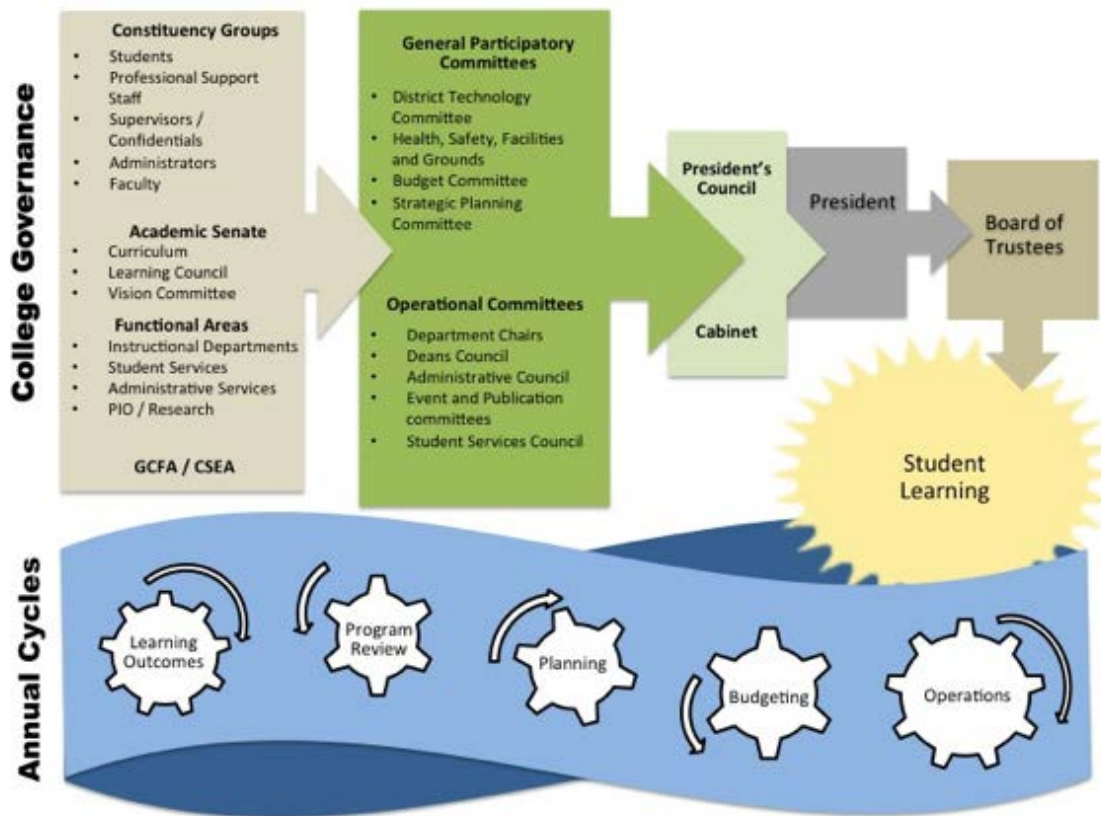 College Governance
Constituency Groups
• Students
• Professional Support
Staff
• Supervisors /
Confidentials
• Administrators
• Faculty
Academic Senate
• Curriculum
• Learning Council
• Vision Committee
Functional Areas
• Instructional Departments
• Student Services
• Administrative Services
• PIO / Research
GCFA / CSEA
General Participatory
Committees
• District Technology
Committee
• Health, Safety, Facilities
and Grounds
• Budget Committee
• Strategic Planning
Committee
Operational Committees
• Department Chairs
• Deans Council
• Administrative Council
• Event and Publication
committees
• Student Services Council
President's
Council
Cabinet
President
Board of
Trustees
Student
Learning
Annual Cycles
Learning
Outcomes
Program
Review
Planning
Budgeting
Operations